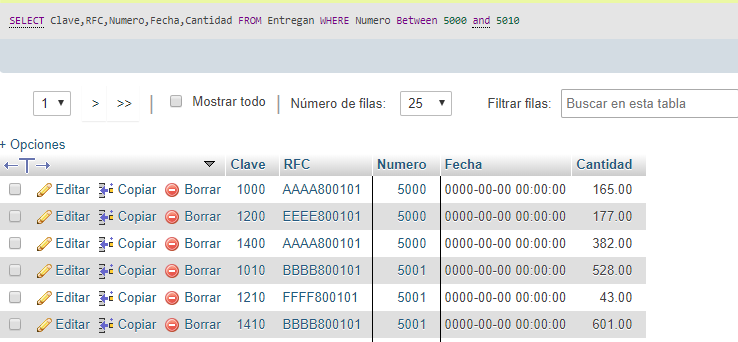 SELECT Clave,RFC,Numero,Fecha,Cantidad FROM Entregan WHERE Numero Between 5000 and 5010
1 > >> Mostrar todo Número de filas: 25 Filtrar filas: Buscar en esta tabla
+ Opciones
←T→ Clave RFC Numero Fecha Cantidad
Editar Copiar Borrar 1000 AAAA800101 5000 0000-00-00 00:00:00 165.00
Editar Copiar Borrar 1200 EEEE800101 5000 0000-00-00 00:00:00 177.00
Editar Copiar Borrar 1400 AAAA800101 5000 0000-00-00 00:00:00 382.00
Editar Copiar Borrar 1010 BBBB800101 5001 0000-00-00 00:00:00 528.00
Editar Copiar Borrar 1210 FFFF800101 5001 0000-00-00 00:00:00 43.00
Editar Copiar Borrar 1410 BBBB800101 5001 0000-00-00 00:00:00 601.00